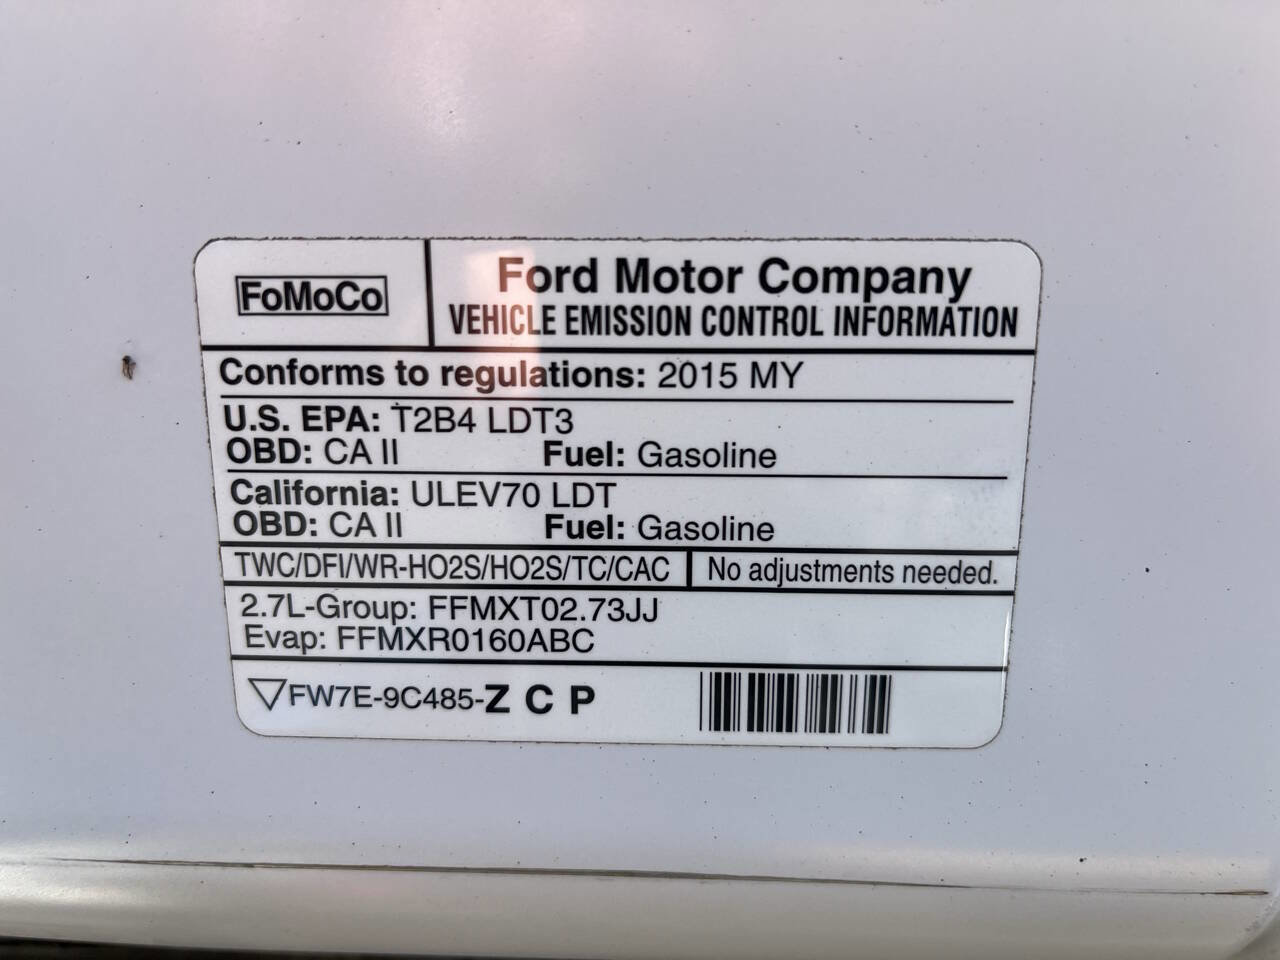 FoMoCo
Ford Motor Company
VEHICLE EMISSION CONTROL INFORMATION
Conforms to regulations: 2015 MY
U.S. EPA: T2B4 LDT3
OBD: CA II Fuel: Gasoline
California: ULEV70 LDT
OBD: CA II Fuel: Gasoline
TWC/DFI/WR-HO2S/HO2S/TC/CAC No adjustments needed.
2.7L-Group: FFMXT02.73JJ
Evap: FFMXR0160ABC
FW7E-9C485-Z C P